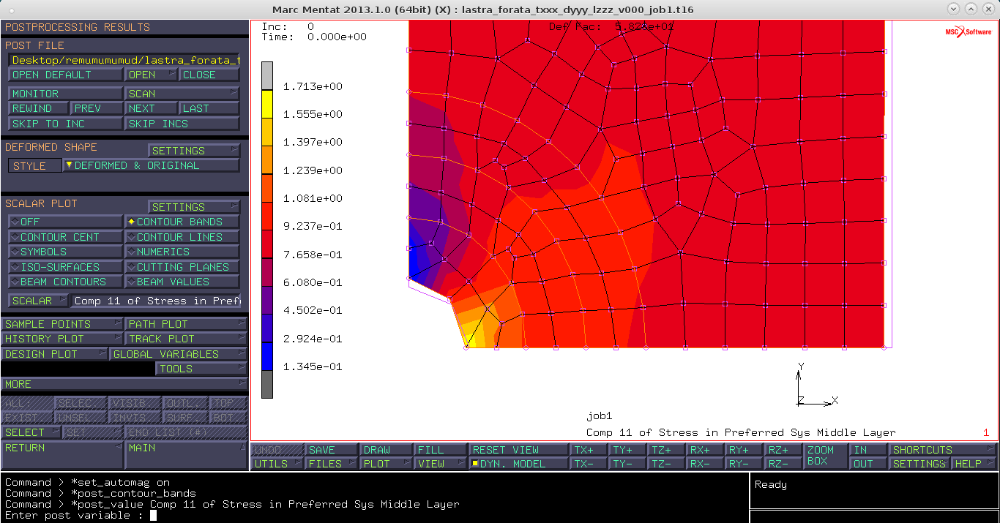 Marc Mentat 2013.1.0 (64bit) (X) : lastra_forata_txxx_dyyy_lzzz_v000_job1.t16
POSTPROCESSING RESULTS
POST FILE
Desktop/remumumumud/lastra_forata_t
OPEN DEFAULT OPEN CLOSE
MONITOR SCAN
REWIND PREV NEXT LAST
SKIP TO INC SKIP INCS
DEFORMED SHAPE
SETTINGS
STYLE DEFORMED & ORIGINAL
SCALAR PLOT
SETTINGS
OFF CONTOUR BANDS
CONTOUR CENT CONTOUR LINES
SYMBOLS NUMERICS
ISO-SURFACES CUTTING PLANES
BEAM CONTOURS BEAM VALUES
SCALAR Comp 11 of Stress in Pref
SAMPLE POINTS PATH PLOT
HISTORY PLOT TRACK PLOT
DESIGN PLOT GLOBAL VARIABLES
TOOLS
MORE
ALL: SELEC. VISIB. OUTL. TOP
EXIST. UNSEL. INVIS. SURF. BOT
SELECT SET END LIST (#)
RETURN MAIN
Inc: 0
Time: 0.000e+00
Def Fac: 5.828e+01
MSC Software
1.713e+00
1.555e+00
1.397e+00
1.239e+00
1.081e+00
9.237e-01
7.658e-01
6.080e-01
4.502e-01
2.924e-01
1.345e-01
Y
Z X
job1
Comp 11 of Stress in Preferred Sys Middle Layer
1
UNDO SAVE DRAW FILL RESET VIEW TX+ TY+ TZ+ RX+ RY+ RZ+ ZOOM BOX IN SHORTCUTS
UTILS FILES PLOT VIEW DYN. MODEL TX- TY- TZ- RX- RY- RZ- OUT SETTINGS HELP
Command > *set_automag on
Command > *post_contour_bands
Command > *post_value Comp 11 of Stress in Preferred Sys Middle Layer
Enter post variable :
Ready